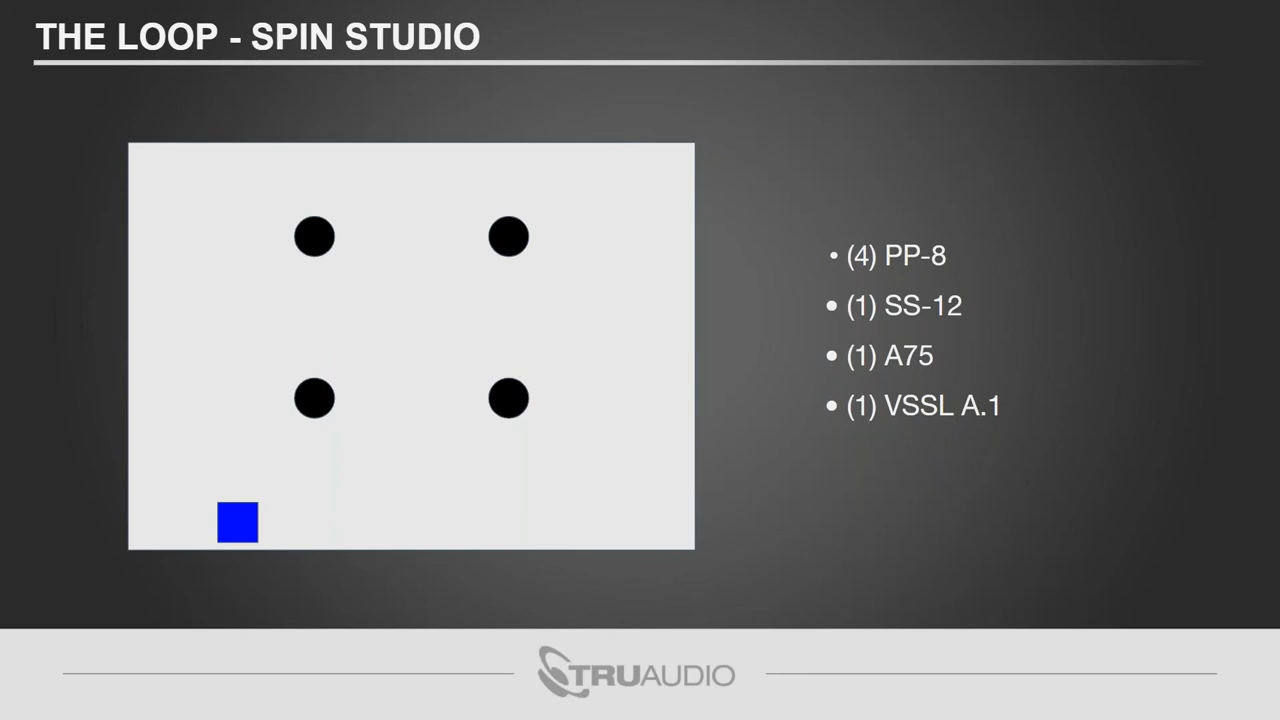 THE LOOP - SPIN STUDIO
• (4) PP-8
• (1) SS-12
• (1) A75
• (1) VSSL A.1
TRUAUDIO